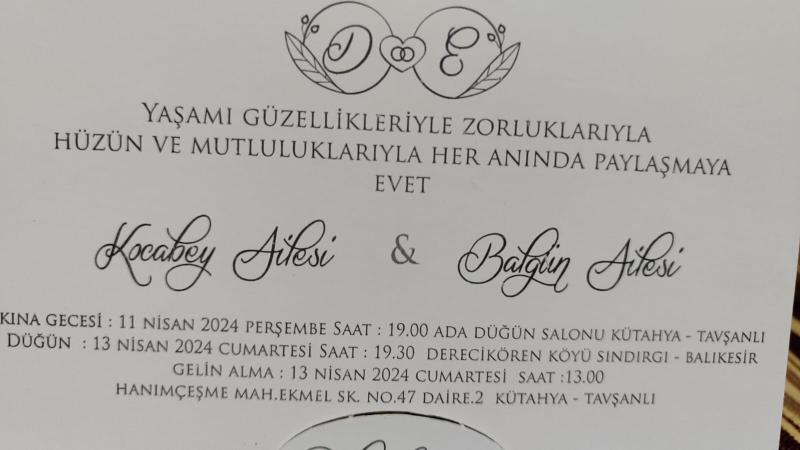 D E
YAŞAMI GÜZELLİKLERİYLE ZORLUKLARIYLA
HÜZÜN VE MUTLULUKLARIYLA HER ANINDA PAYLAŞMAYA
EVET
Kocabey Ailesi & Balgün Ailesi
KINA GECESİ : 11 NİSAN 2024 PERŞEMBE SAAT : 19.00 ADA DÜĞÜN SALONU KÜTAHYA - TAVŞANLI
DÜĞÜN : 13 NİSAN 2024 CUMARTESİ SAAT : 19.30 DERECİKÖREN KÖYÜ SINDIRGI - BALIKESİR
GELİN ALMA : 13 NİSAN 2024 CUMARTESİ SAAT :13.00
HANIMÇEŞME MAH.EKMEL SK. NO.47 DAİRE.2 KÜTAHYA - TAVŞANLI